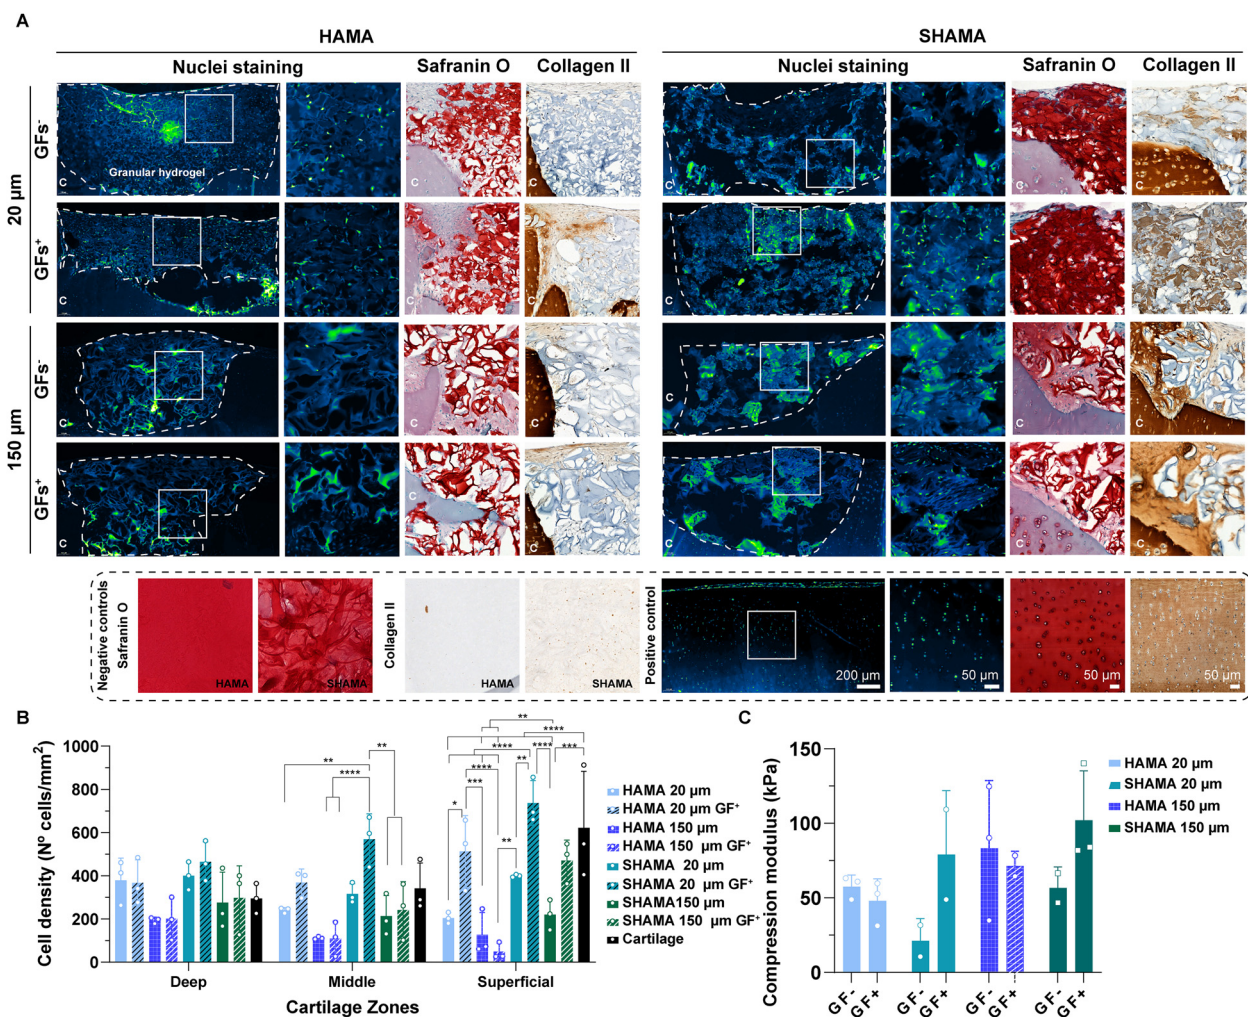 A
HAMA
SHAMA
Nuclei staining
Safranin O
Collagen II
Nuclei staining
Safranin O
Collagen II
20 µm
GFs⁻
Granular hydrogel
C
C
C
C
C
C
GFs⁺
C
C
C
C
C
C
150 µm
GFs⁻
C
C
C
C
C
C
GFs⁺
C
C
C
C
C
C
Negative controls
Safranin O
HAMA
SHAMA
Collagen II
HAMA
SHAMA
Positive control
200 µm
50 µm
50 µm
50 µm
B
Cell density (Nº cells/mm²)
1000
800
600
400
200
0
** **** ** * *** **** **** ** ** **** ** **** ***
Deep
Middle
Superficial
Cartilage Zones
HAMA 20 µm
HAMA 20 µm GF⁺
HAMA 150 µm
HAMA 150 µm GF⁺
SHAMA 20 µm
SHAMA 20 µm GF⁺
SHAMA150 µm
SHAMA 150 µm GF⁺
Cartilage
C
Compression modulus (kPa)
150
100
50
0
GF-
GF+
GF-
GF+
GF-
GF+
GF-
GF+
HAMA 20 µm
SHAMA 20 µm
HAMA 150 µm
SHAMA 150 µm